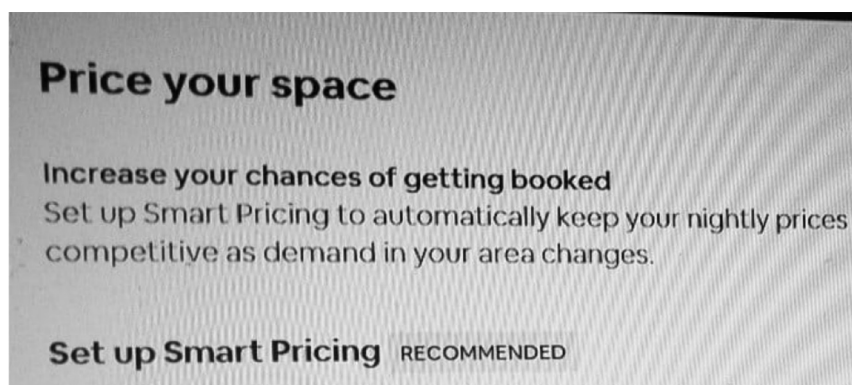 Price your space
Increase your chances of getting booked
Set up Smart Pricing to automatically keep your nightly prices
competitive as demand in your area changes.
Set up Smart Pricing RECOMMENDED